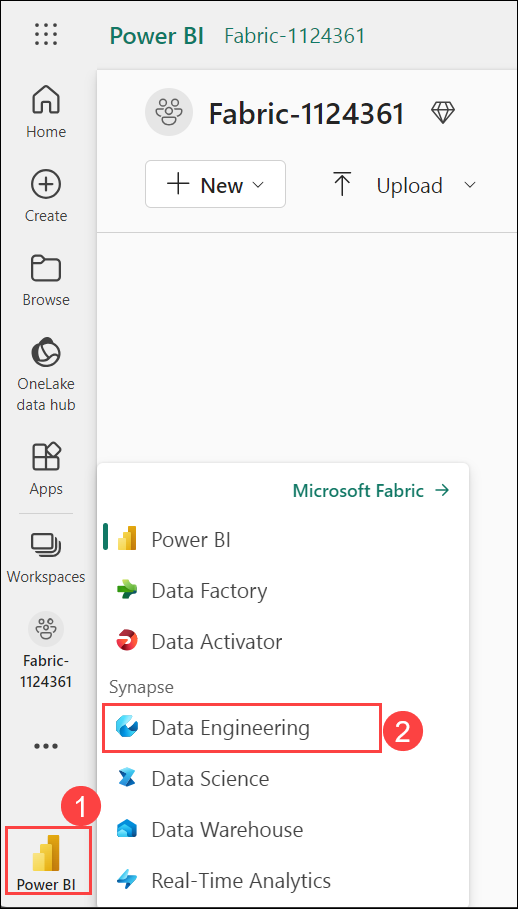 Power BI Fabric-1124361
Home
Create
Browse
OneLake
data hub
Apps
Workspaces
Fabric-
1124361
1
Power BI
Fabric-1124361
New
Upload
Microsoft Fabric
Power BI
Data Factory
Data Activator
Synapse
Data Engineering
2
Data Science
Data Warehouse
Real-Time Analytics